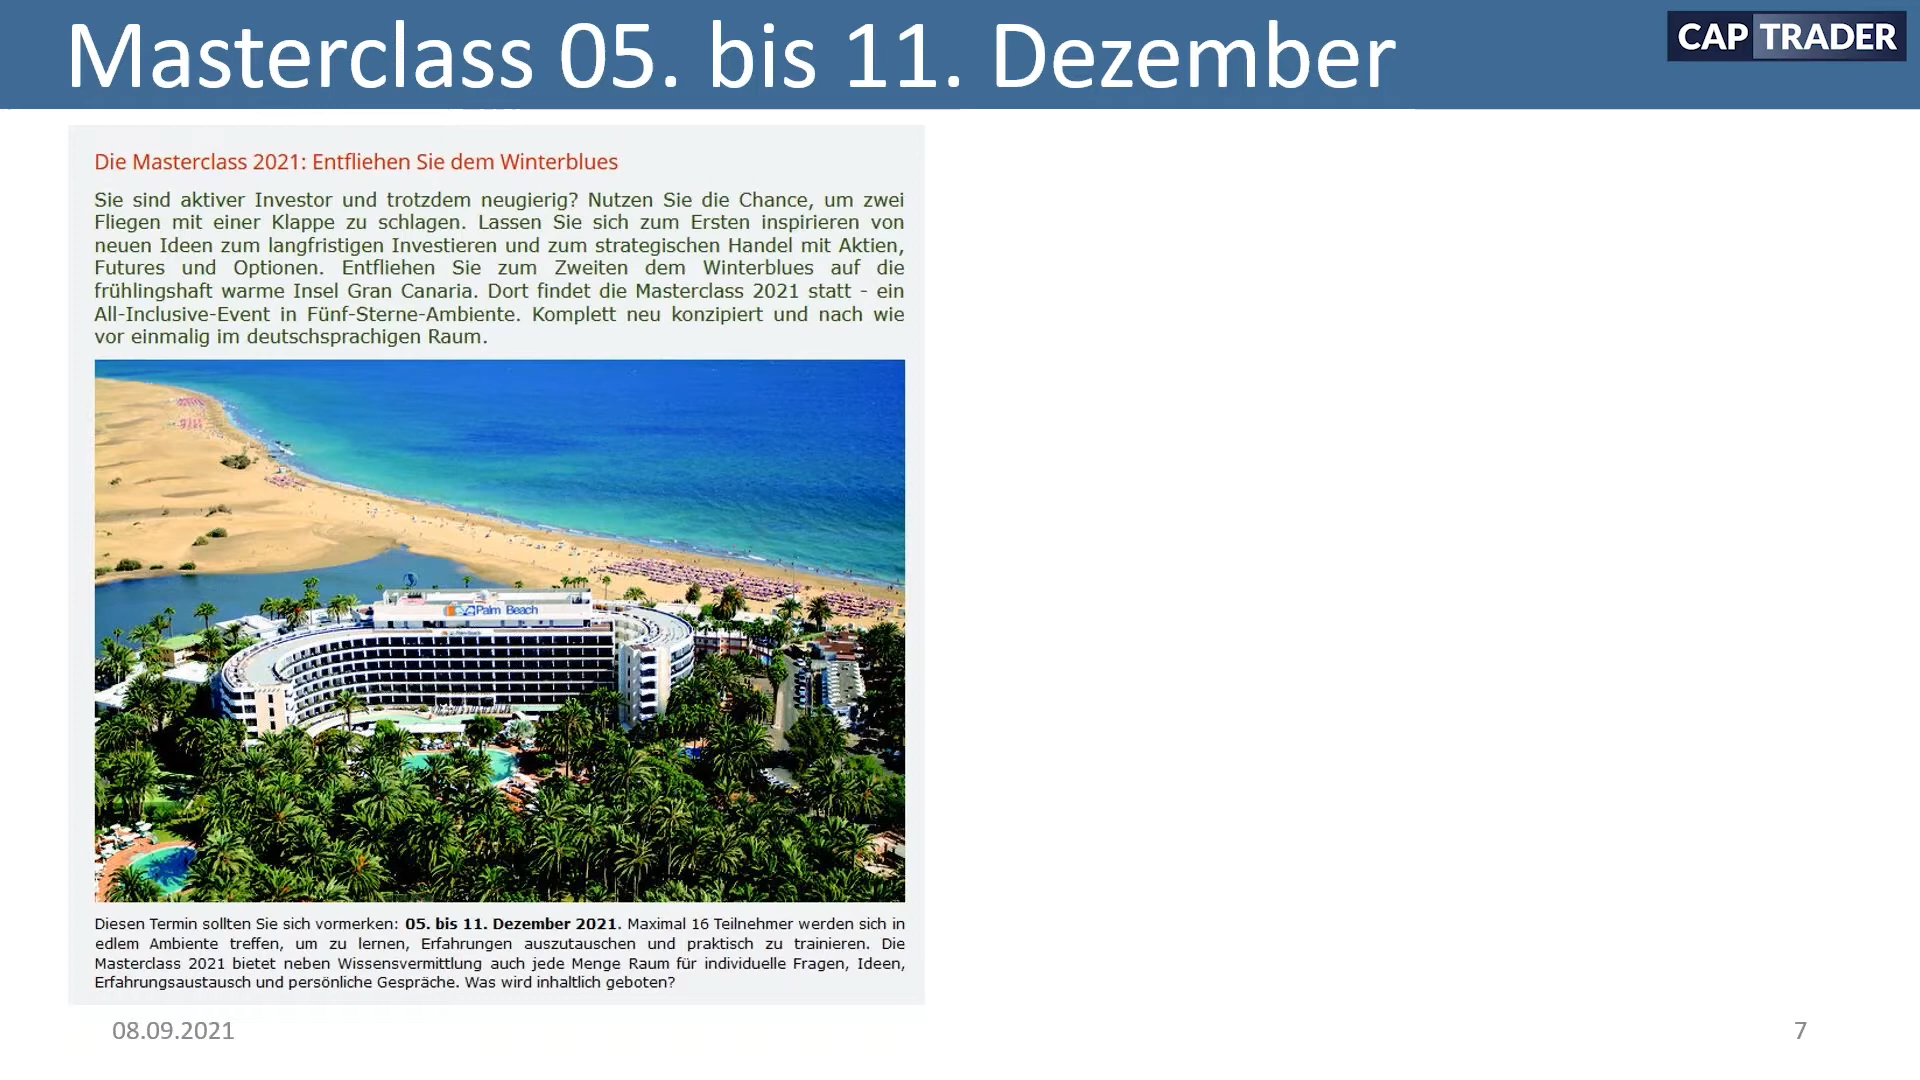 Masterclass 05. bis 11. Dezember
CAP TRADER
Die Masterclass 2021: Entfliehen Sie dem Winterblues
Sie sind aktiver Investor und trotzdem neugierig? Nutzen Sie die Chance, um zwei
Fliegen mit einer Klappe zu schlagen. Lassen Sie sich zum Ersten inspirieren von
neuen Ideen zum langfristigen Investieren und zum strategischen Handel mit Aktien,
Futures und Optionen. Entfliehen Sie zum Zweiten dem Winterblues auf die
frühlingshaft warme Insel Gran Canaria. Dort findet die Masterclass 2021 statt - ein
All-Inclusive-Event in Fünf-Sterne-Ambiente. Komplett neu konzipiert und nach wie
vor einmalig im deutschsprachigen Raum.
Palm Beach
Palm Beach
Diesen Termin sollten Sie sich vormerken: 05. bis 11. Dezember 2021. Maximal 16 Teilnehmer werden sich in
edlem Ambiente treffen, um zu lernen, Erfahrungen auszutauschen und praktisch zu trainieren. Die
Masterclass 2021 bietet neben Wissensvermittlung auch jede Menge Raum für individuelle Fragen, Ideen,
Erfahrungsaustausch und persönliche Gespräche. Was wird inhaltlich geboten?
08.09.2021
7